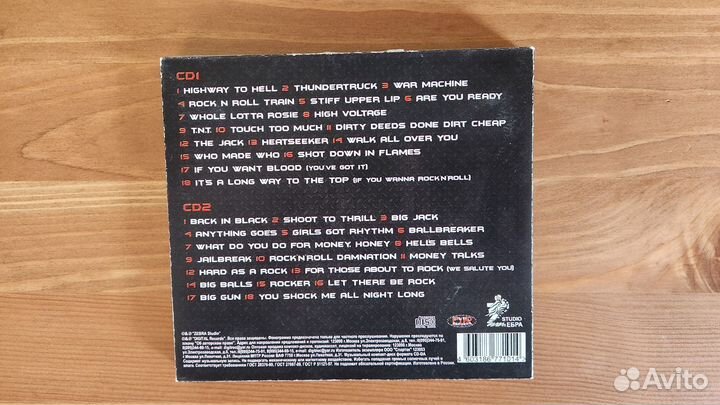 CD1
1 HIGHWAY TO HELL 2 THUNDERTRUCK 3 WAR MACHINE
4 ROCK N ROLL TRAIN 5 STIFF UPPER LIP 6 ARE YOU READY
7 WHOLE LOTTA ROSIE 8 HIGH VOLTAGE
9 T.N.T. 10 TOUCH TOO MUCH 11 DIRTY DEEDS DONE DIRT CHEAP
12 THE JACK 13 HEATSEEKER 14 WALK ALL OVER YOU
15 WHO MADE WHO 16 SHOT DOWN IN FLAMES
17 IF YOU WANT BLOOD (YOU'VE GOT IT)
18 IT'S A LONG WAY TO THE TOP (IF YOU WANNA ROCK'N'ROLL)
CD2
1 BACK IN BLACK 2 SHOOT TO THRILL 3 BIG JACK
4 ANYTHING GOES 5 GIRLS GOT RHYTHM 6 BALLBREAKER
7 WHAT DO YOU DO FOR MONEY, HONEY 8 HELL'S BELLS
9 JAILBREAK 10 ROCK'N'ROLL DAMNATION 11 MONEY TALKS
12 HARD AS A ROCK 13 FOR THOSE ABOUT TO ROCK (WE SALUTE YOU)
14 BIG BALLS 15 ROCKER 16 LET THERE BE ROCK
17 BIG GUN 18 YOU SHOCK ME ALL NIGHT LONG
STUDIO
ЗЕБРА
4 603186 771014
Avito